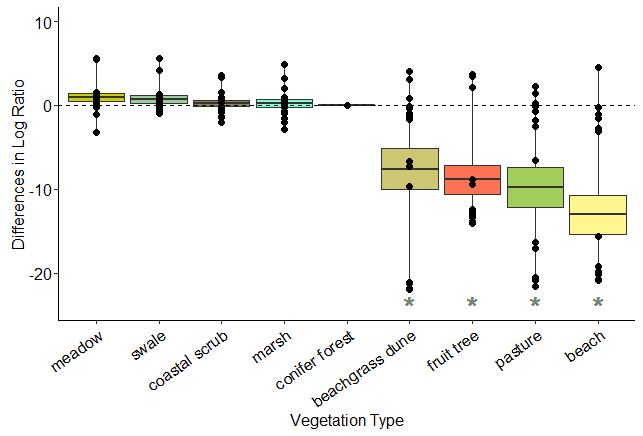 Differences in Log Ratio
10
0
-10
-20
* * * *
meadow
swale
coastal scrub
marsh
conifer forest
beachgrass dune
fruit tree
pasture
beach
Vegetation Type